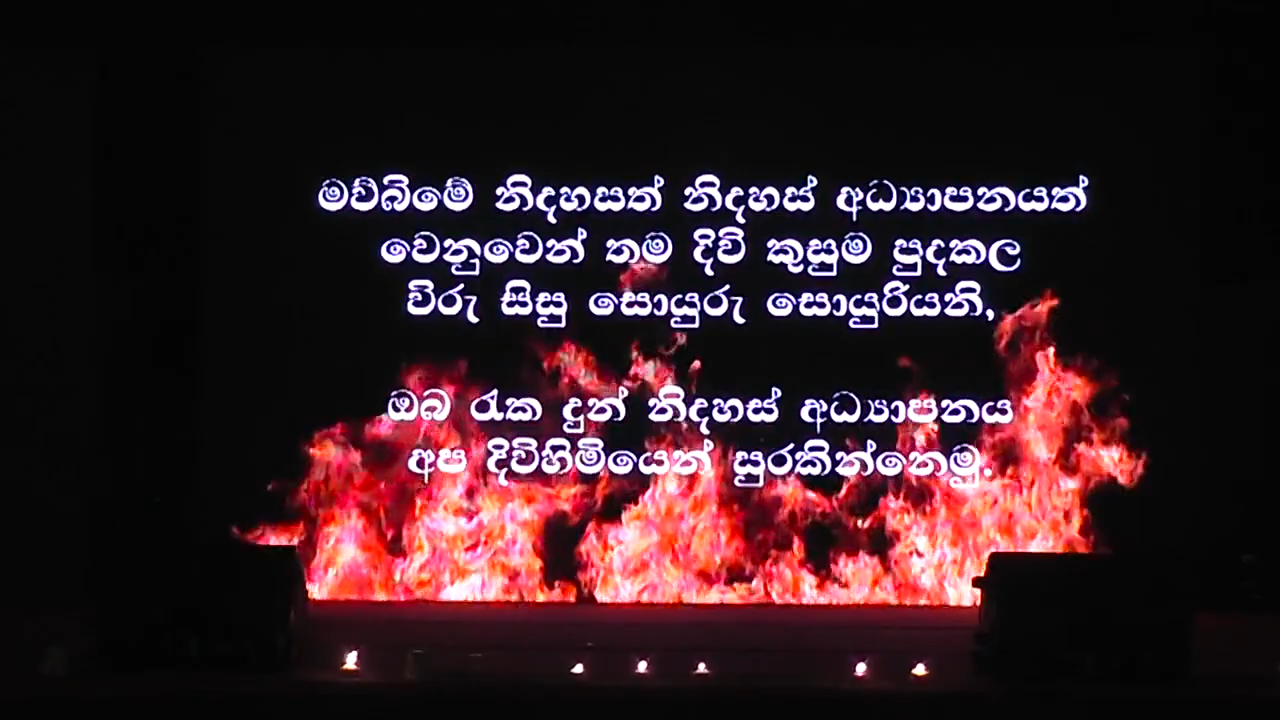 මව්බිමේ නිදහසත් නිදහස් අධ්‍යාපනයත්
වෙනුවෙන් තම දිවි කුසුම පුදකල
විරු සිසු සොයුරු සොයුරියනි,
ඔබ රැක දුන් නිදහස් අධ්‍යාපනය
අප දිවිහිමියෙන් සුරකින්නෙමු.